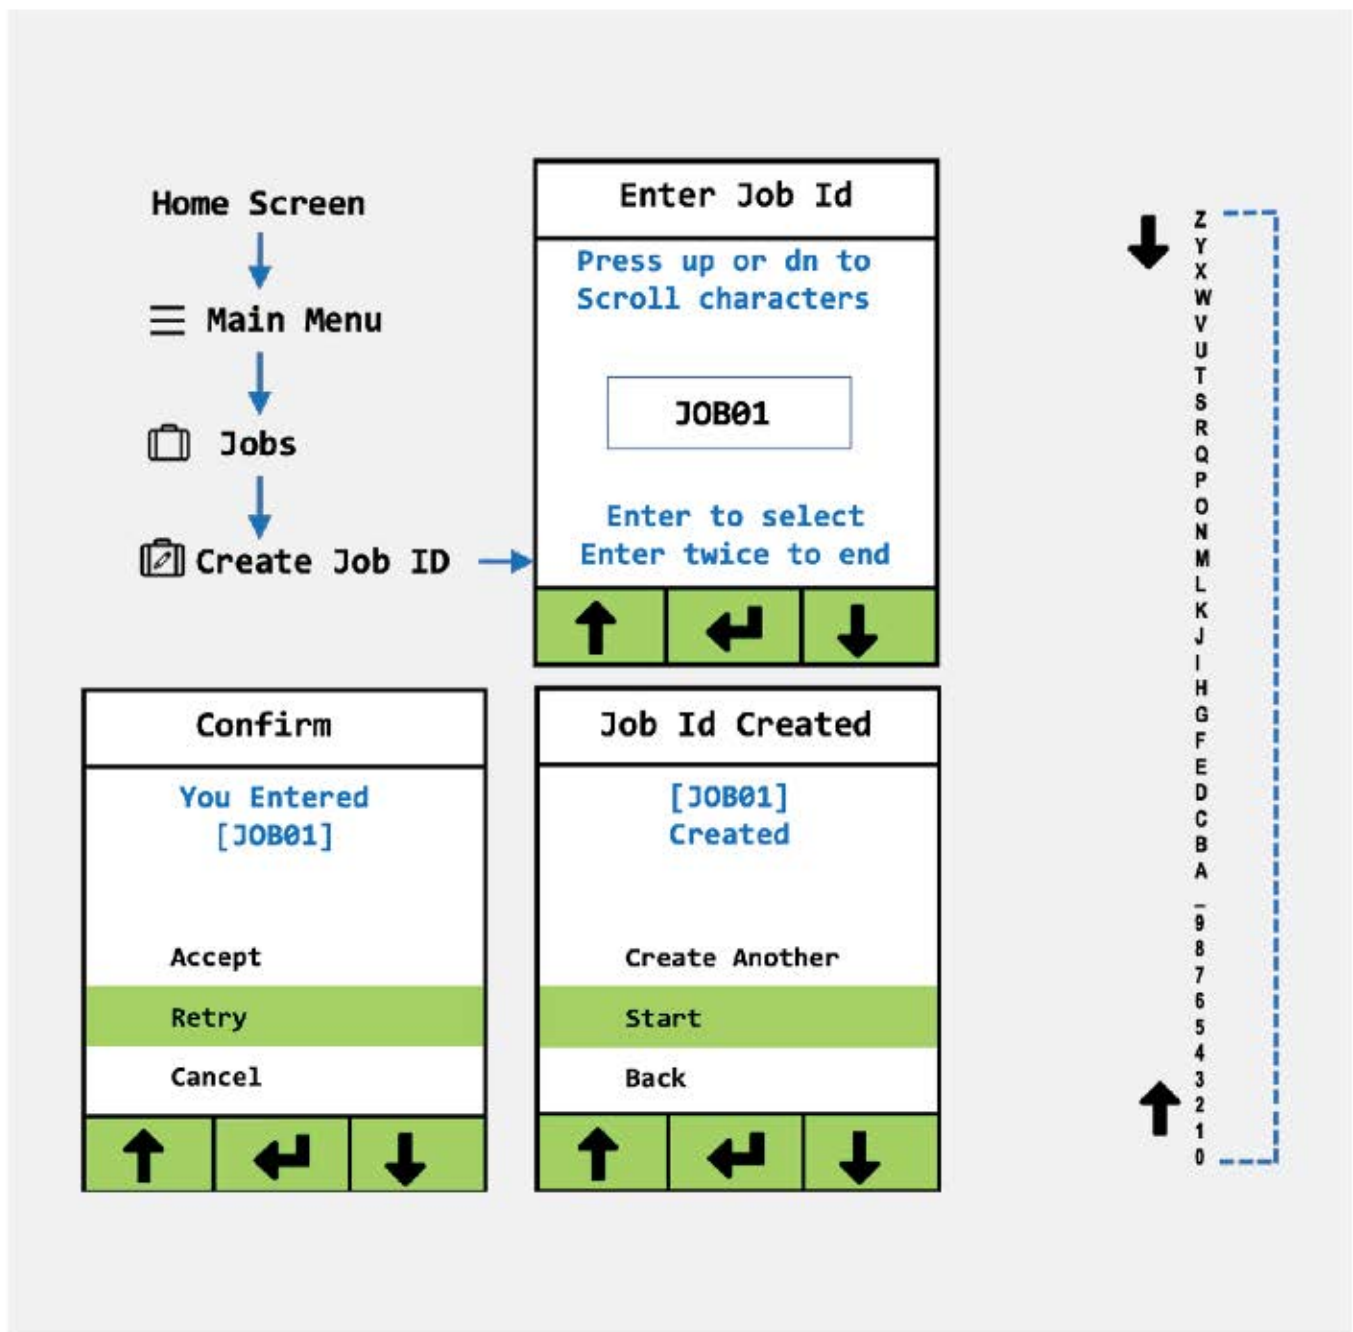 Home Screen
Main Menu
Jobs
Create Job ID
Enter Job Id
Press up or dn to
Scroll characters
JOB01
Enter to select
Enter twice to end
Confirm
You Entered
[JOB01]
Accept
Retry
Cancel
Job Id Created
[JOB01]
Created
Create Another
Start
Back
Z
Y
X
W
V
U
T
S
R
Q
P
O
N
M
L
K
J
I
H
G
F
E
D
C
B
A
_
9
8
7
6
5
4
3
2
1
0